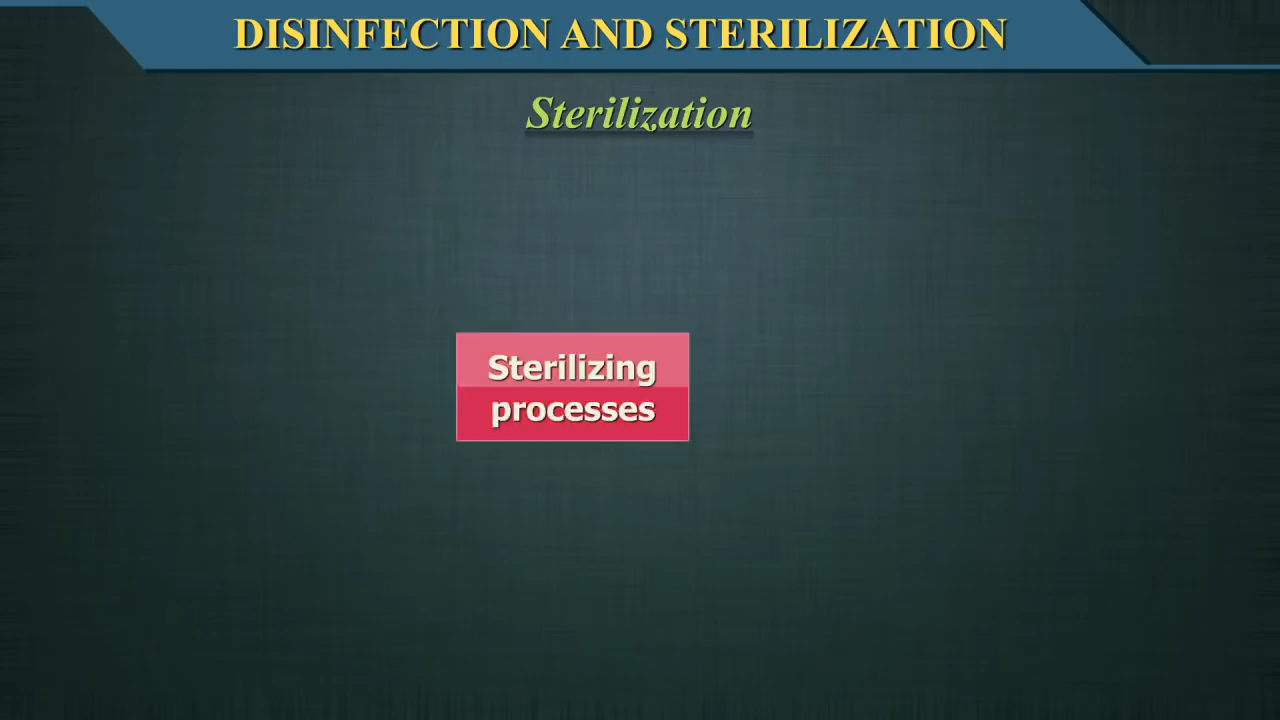 DISINFECTION AND STERILIZATION
Sterilization
Sterilizing
processes